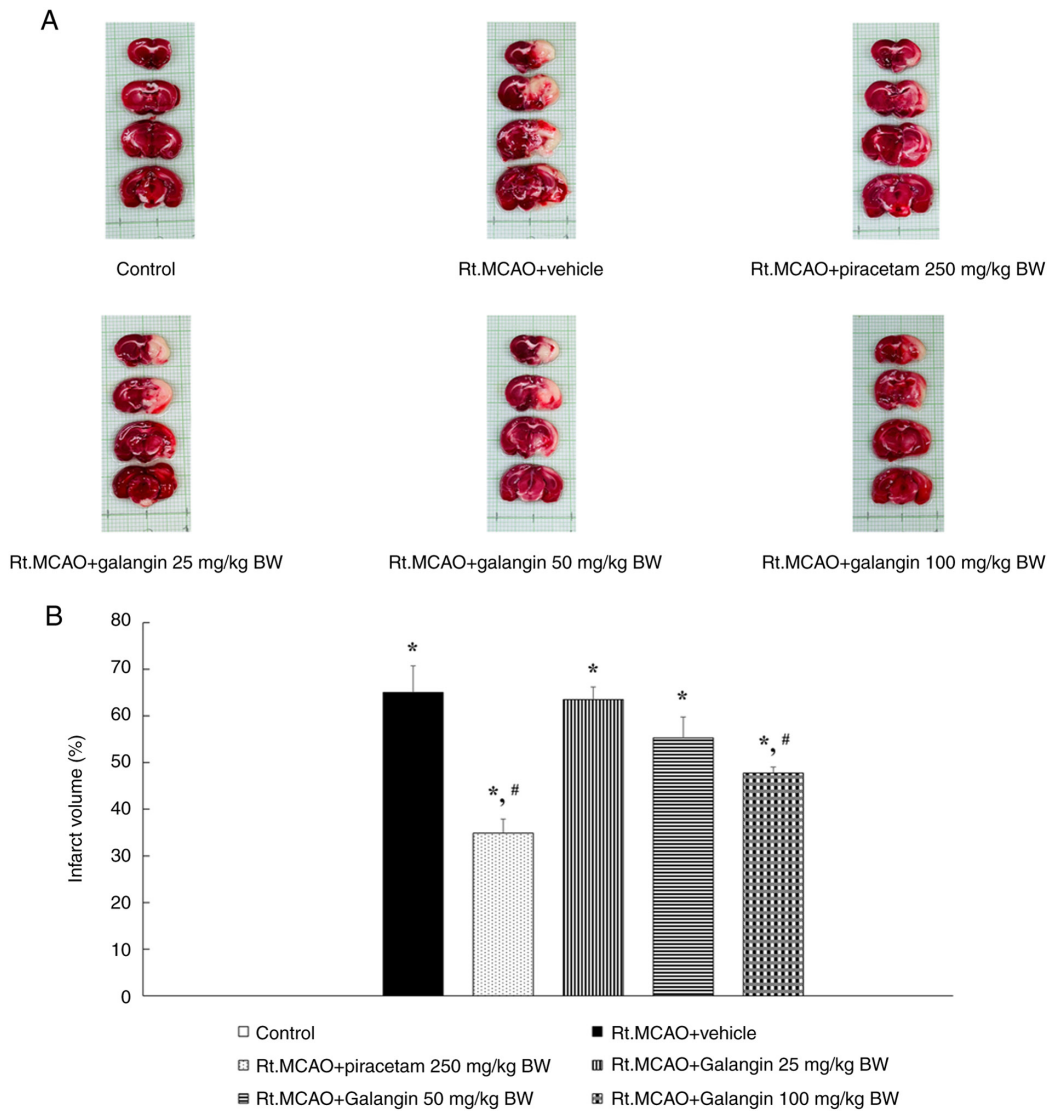 A
Control
Rt.MCAO+vehicle
Rt.MCAO+piracetam 250 mg/kg BW
Rt.MCAO+galangin 25 mg/kg BW
Rt.MCAO+galangin 50 mg/kg BW
Rt.MCAO+galangin 100 mg/kg BW
B
Infarct volume (%)
80
70
60
50
40
30
20
10
0
*
*, #
*
*
*, #
Control
Rt.MCAO+vehicle
Rt.MCAO+piracetam 250 mg/kg BW
Rt.MCAO+Galangin 25 mg/kg BW
Rt.MCAO+Galangin 50 mg/kg BW
Rt.MCAO+Galangin 100 mg/kg BW